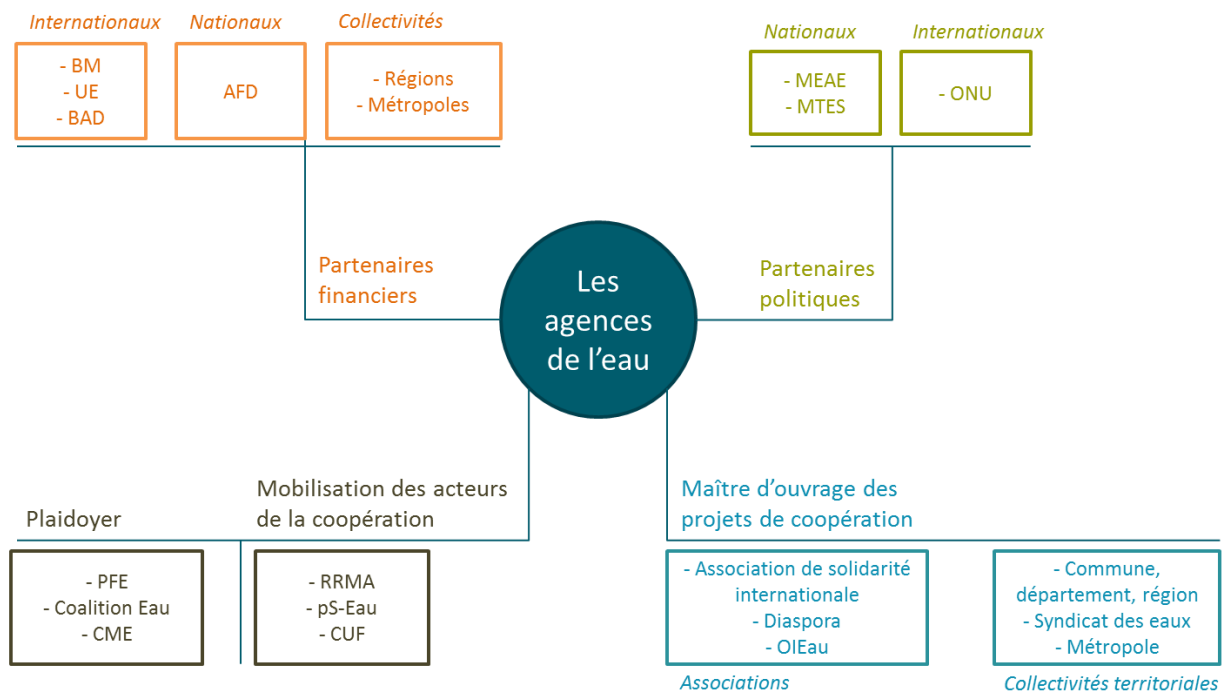 Internationaux
- BM
- UE
- BAD
Nationaux
AFD
Collectivités
- Régions
- Métropoles
Partenaires
financiers
Nationaux
- MEAE
- MTES
Internationaux
- ONU
Partenaires
politiques
Les
agences
de l’eau
Plaidoyer
- PFE
- Coalition Eau
- CME
Mobilisation des acteurs
de la coopération
- RRMA
- pS-Eau
- CUF
Maître d’ouvrage des
projets de coopération
- Association de solidarité
internationale
- Diaspora
- OIEau
Associations
- Commune,
département, région
- Syndicat des eaux
- Métropole
Collectivités territoriales